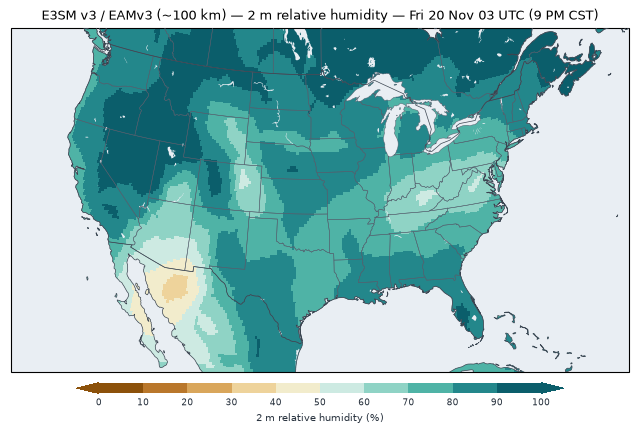 E3SM v3 / EAMv3 (~100 km) — 2 m relative humidity — Fri 20 Nov 03 UTC (9 PM CST)
0 10 20 30 40 50 60 70 80 90 100
2 m relative humidity (%)